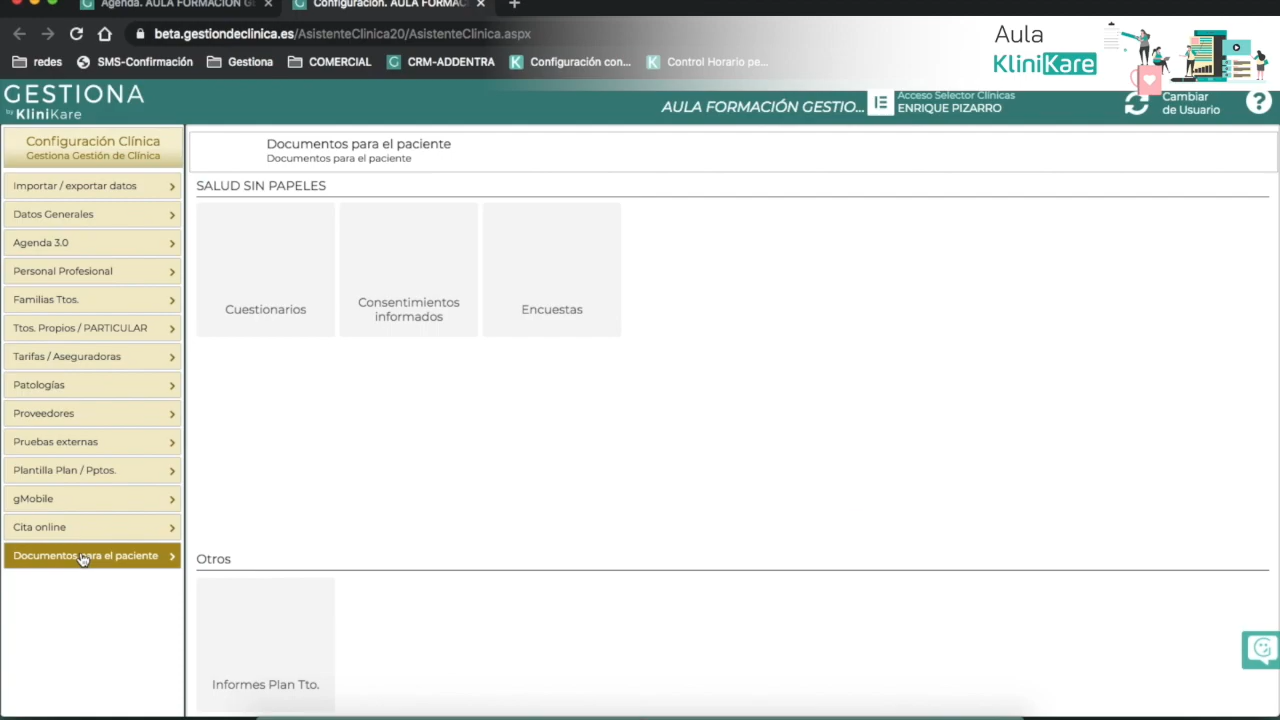 Agenda. AULA FORMACIÓN G
Configuración. AULA FORMAC
beta.gestiondeclinica.es/AsistenteClinica20/AsistenteClinica.aspx
redes
SMS-Confirmación
Gestiona
COMERCIAL
CRM-ADDENT
Configuración con...
Control Horario pe...
Aula
KliniKare
GESTIONA
by KliniKare
AULA FORMACIÓN GESTIO...
Acceso Selector Clínicas
ENRIQUE PIZARRO
Cambiar
de Usuario
Configuración Clínica
Gestiona Gestión de Clínica
Importar / exportar datos
Datos Generales
Agenda 3.0
Personal Profesional
Familias Ttos.
Ttos. Propios / PARTICULAR
Tarifas / Aseguradoras
Patologías
Proveedores
Pruebas externas
Plantilla Plan / Pptos.
gMobile
Cita online
Documentos para el paciente
Documentos para el paciente
Documentos para el paciente
SALUD SIN PAPELES
Cuestionarios
Consentimientos
informados
Encuestas
Otros
Informes Plan Tto.